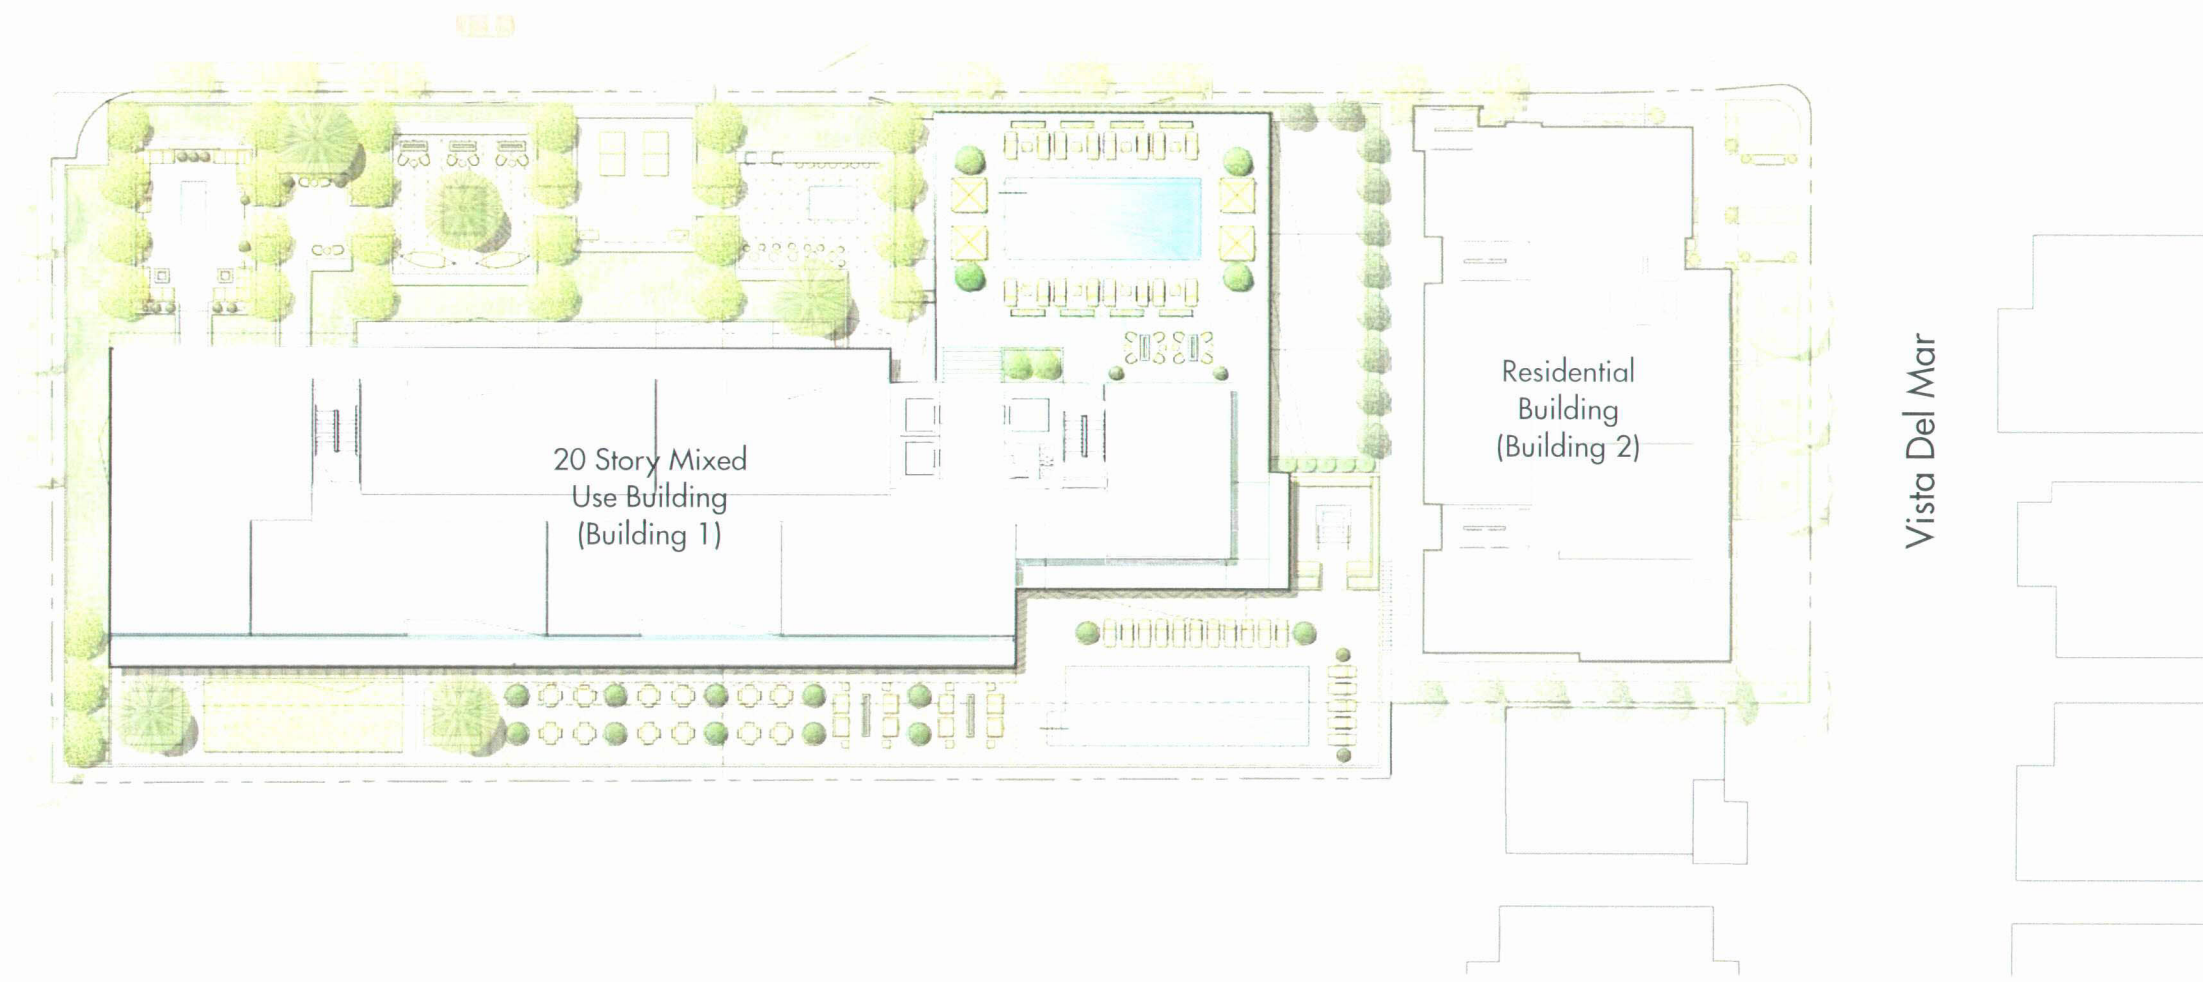 20 Story Mixed
Use Building
(Building 1)
Residential
Building
(Building 2)
Vista Del Mar